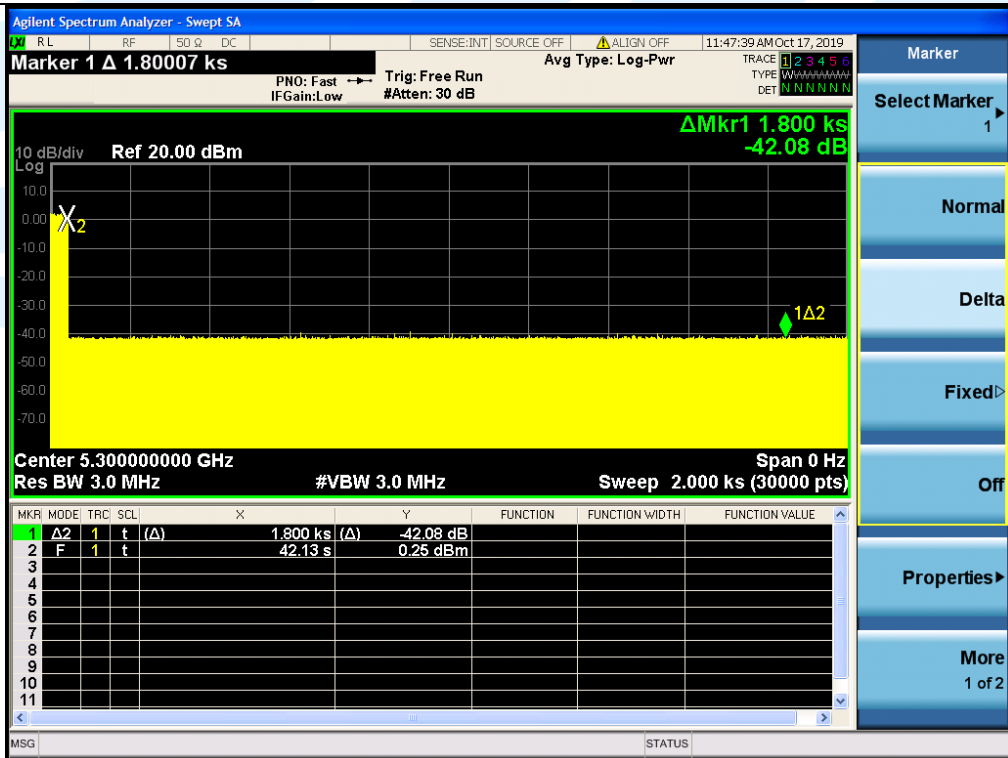 Agilent Spectrum Analyzer - Swept SA
LXI RL RF 50 Ω DC SENSE:INT SOURCE OFF ALIGN OFF 11:47:39 AM Oct 17, 2019
Marker 1 Δ 1.80007 ks
PNO: Fast
IFGain:Low
Trig: Free Run
#Atten: 30 dB
Avg Type: Log-Pwr
TRACE 1 2 3 4 5 6
TYPE WWWWWW
DET N N N N N N
ΔMkr1 1.800 ks
-42.08 dB
10 dB/div Ref 20.00 dBm
Log
10.0
0.00
-10.0
-20.0
-30.0
-40.0
-50.0
-60.0
-70.0
2
1Δ2
Center 5.300000000 GHz Span 0 Hz
Res BW 3.0 MHz #VBW 3.0 MHz Sweep 2.000 ks (30000 pts)
MKR MODE TRC SCL X Y FUNCTION FUNCTION WIDTH FUNCTION VALUE
1 Δ2 1 t (Δ) 1.800 ks (Δ) -42.08 dB
2 F 1 t 42.13 s 0.25 dBm
3
4
5
6
7
8
9
10
11
MSG STATUS
Marker
Select Marker
1
Normal
Delta
Fixed
Off
Properties
More
1 of 2